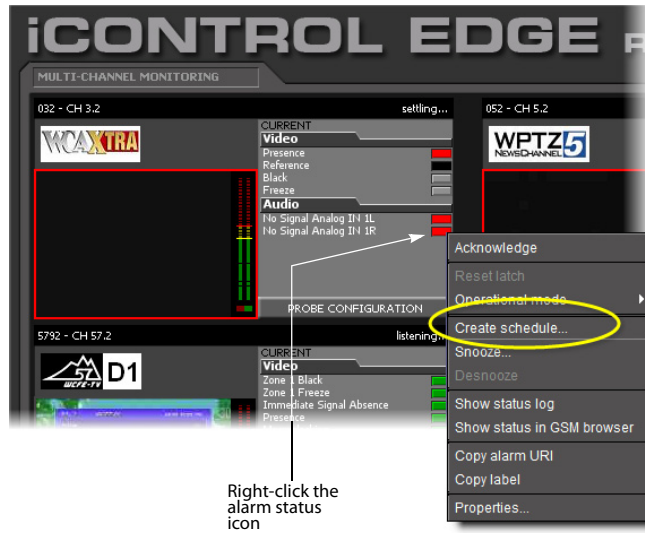 iCONTROL EDGE
MULTI-CHANNEL MONITORING
032 - CH 3.2
settling...
052 - CH 5.2
WCAXTRA
WPTZ 5
NEWSCHANNEL
CURRENT
Video
Presence
Reference
Black
Freeze
Audio
No Signal Analog IN 1L
No Signal Analog IN 1R
PROBE CONFIGURATION
Acknowledge
Reset latch
Operational mode
Create schedule...
Snooze...
Desnooze
Show status log
Show status in GSM browser
Copy alarm URI
Copy label
Properties...
5792 - CH 57.2
listening...
WCFE-TV
D1
CURRENT
Video
Zone 1 Black
Zone 1 Freeze
Immediate Signal Absence
Presence
Right-click the
alarm status
icon